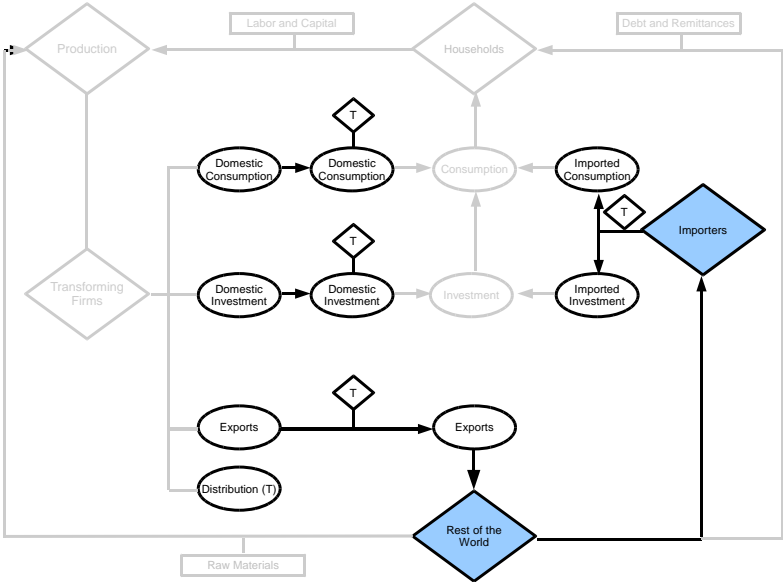 Labor and Capital
Debt and Remittances
Production
Households
T
Domestic
Consumption
Domestic
Consumption
Consumption
Imported
Consumption
T
Importers
T
Transforming
Firms
Domestic
Investment
Domestic
Investment
Investment
Imported
Investment
T
Exports
Exports
Distribution (T)
Rest of the
World
Raw Materials